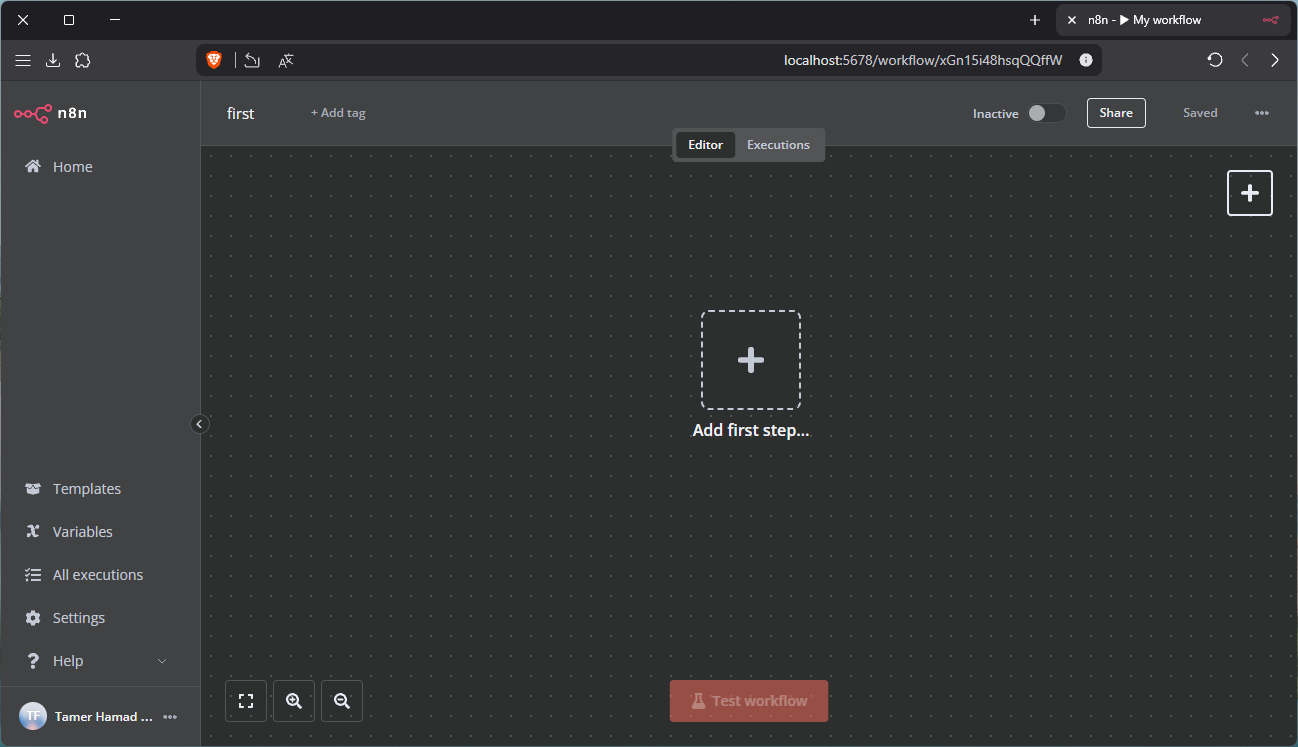 n8n - ▶ My workflow
localhost:5678/workflow/xGn15i48hsqQQffW
n8n
first
+ Add tag
Inactive
Share
Saved
Editor
Executions
Home
Add first step...
Templates
Variables
All executions
Settings
Help
Test workflow
TF
Tamer Hamad ...